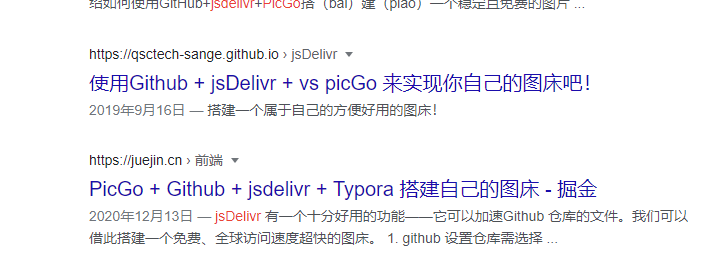 给如何使用GitHub+jsdelivr+PicGo搭（bai）建（piao）一个稳定且免费的图片 ...
https://qsctech-sange.github.io › jsDelivr
使用Github + jsDelivr + vs picGo 来实现你自己的图床吧！
2019年9月16日 — 搭建一个属于自己的方便好用的图床！
https://juejin.cn › 前端
PicGo + Github + jsdelivr + Typora 搭建自己的图床 - 掘金
2020年12月13日 — jsDelivr 有一个十分好用的功能——它可以加速Github 仓库的文件。我们可以
借此搭建一个免费、全球访问速度超快的图床。 1. github 设置仓库需选择 ...